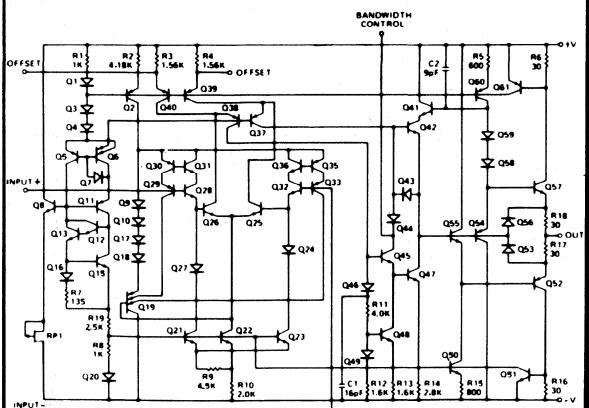 BANDWIDTH
CONTROL
+V
R1
1K
R2
4.18K
R3
1.56K
R4
1.56K
C2
9pF
R5
600
R6
30
OFFSET
OFFSET
Q1
Q39
Q60
Q61
Q3
Q2
Q40
Q38
Q41
Q4
Q37
Q42
Q59
Q5
Q6
Q30
Q31
Q36
Q35
Q58
Q7
Q43
INPUT+
Q29
Q28
Q32
Q33
Q57
Q8
Q11
Q9
Q26
Q25
Q44
R18
30
Q10
Q55
Q54
Q56
OUT
Q13
Q12
Q17
Q24
Q45
Q53
R17
30
Q16
Q15
Q18
Q27
Q46
Q47
Q52
R7
135
Q19
R11
4.0K
R19
2.5K
Q21
Q22
Q23
Q48
RP1
R8
1K
Q49
Q50
Q51
Q20
R9
4.5K
R10
2.0K
C1
16pF
R12
1.6K
R13
1.6K
R14
2.8K
R15
800
R16
30
-V
INPUT-